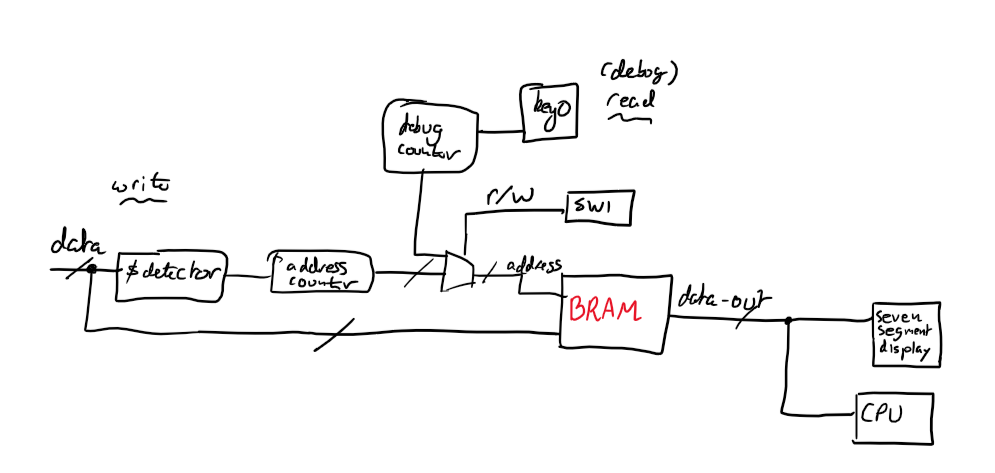 (debug)
read
key0
debug
counter
write
r/w
SW1
data
$detector
address
counter
address
BRAM
data-out
seven
segment
display
CPU